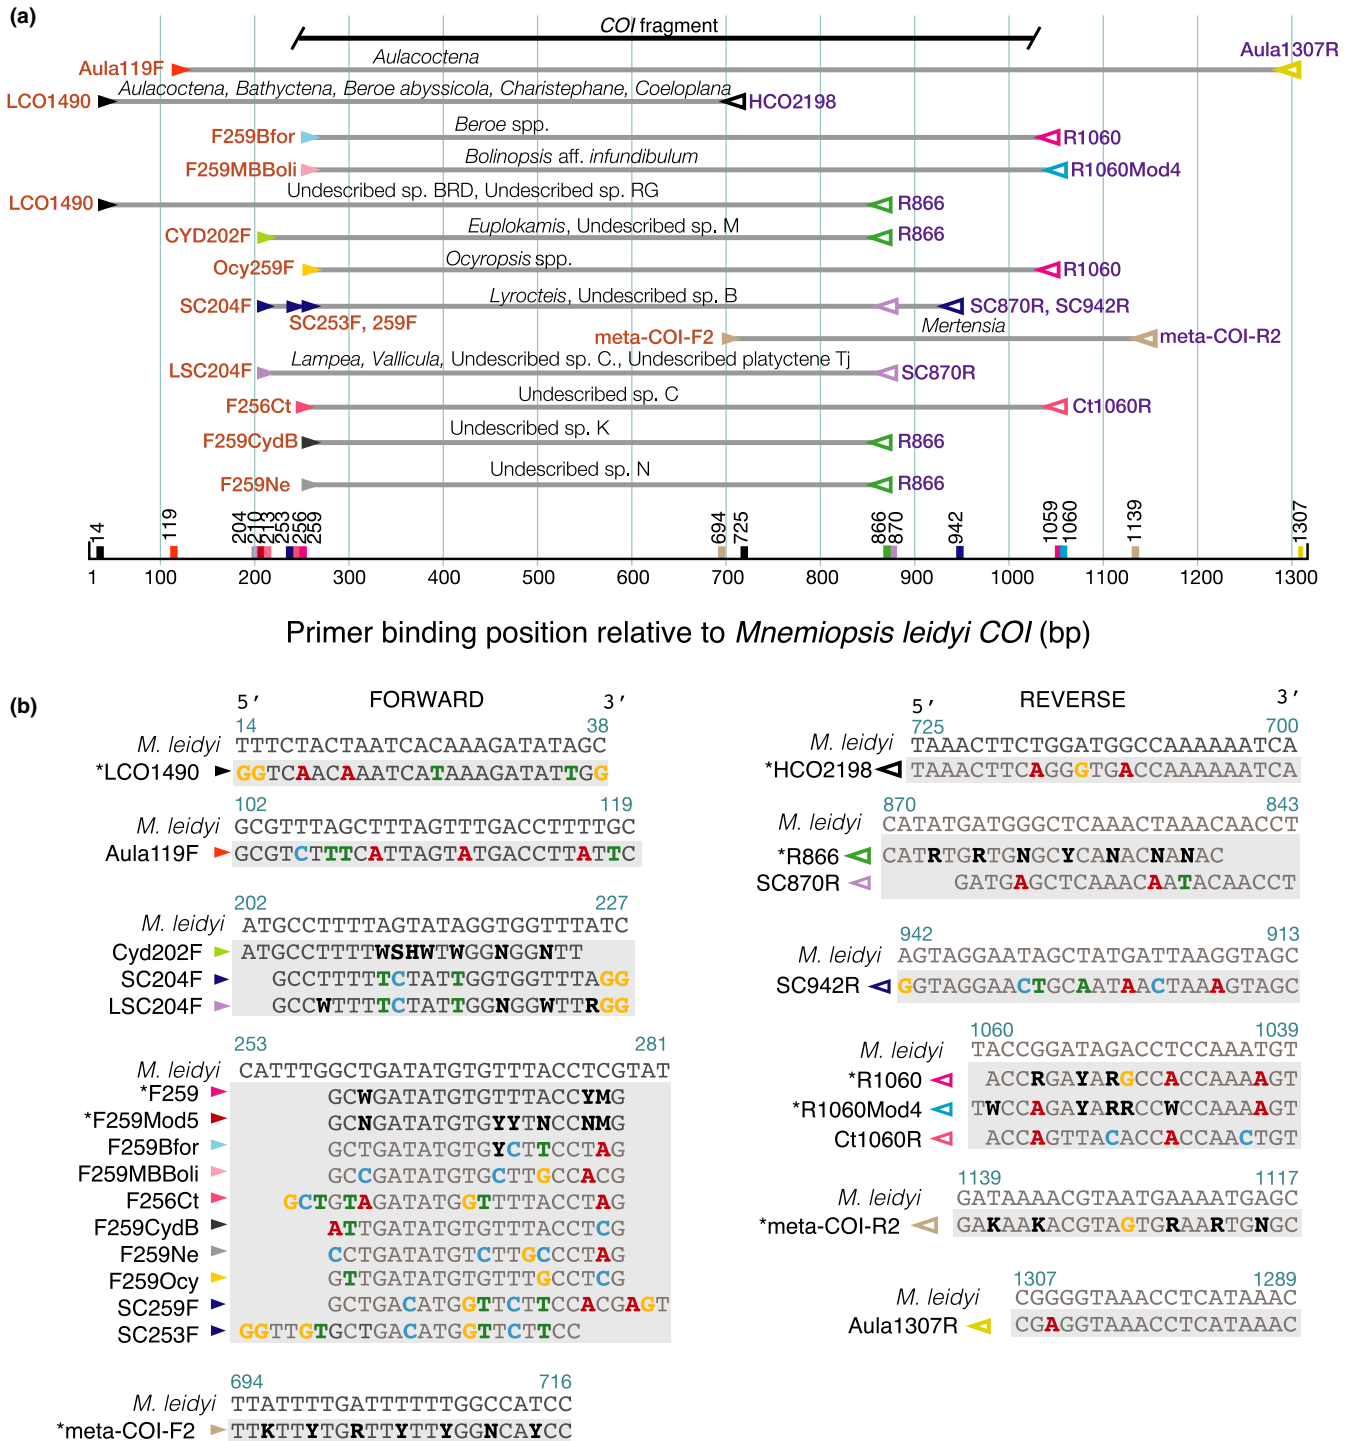 (a)
COI fragment
Aulacoctena
Aula1307R
Aula119F
Aulacoctena, Bathyctena, Beroe abyssicola, Charistephane, Coeloplana
LCO1490
HCO2198
Beroe spp.
F259Bfor
R1060
Bolinopsis aff. infundibulum
F259MBBoli
R1060Mod4
Undescribed sp. BRD, Undescribed sp. RG
LCO1490
R866
Euplokamis, Undescribed sp. M
CYD202F
R866
Ocyropsis spp.
Ocy259F
R1060
Lyrocteis, Undescribed sp. B
SC204F
SC870R, SC942R
SC253F, 259F
Mertensia
meta-COI-F2
meta-COI-R2
Lampea, Vallicula, Undescribed sp. C., Undescribed platyctene Tj
LSC204F
SC870R
Undescribed sp. C
F256Ct
Ct1060R
Undescribed sp. K
F259CydB
R866
Undescribed sp. N
F259Ne
R866
14 119 204 210 213 253 256 259 694 725 866 870 942 1059 1060 1139 1307
1 100 200 300 400 500 600 700 800 900 1000 1100 1200 1300
Primer binding position relative to Mnemiopsis leidyi COI (bp)
(b)
5′ FORWARD 3′
14 38
M. leidyi TTTCTACTAATCACAAAGATATAGC
*LCO1490 GGTCAACAAATCATAAAGATATTGG
102 119
M. leidyi GCGTTTAGCTTTAGTTTGACCTTTTGC
Aula119F GCGTCTTTCATTAGTATGACCTTATTC
202 227
M. leidyi ATGCCTTTTTAGTATAGGTGGTTTATC
Cyd202F ATGCCTTTTWSHWTWGGNGGNTT
SC204F GCCTTTTTCTATTGGTGGTTTAGG
LSC204F GCCWTTTTCTATTGGNGGWTTRGG
253 281
M. leidyi CATTTGGCTGATATGTGTTTACCTCGTAT
*F259 GCWGATATGTGTTTACCYMG
*F259Mod5 GCNGATATGYYTNCCNMG
F259Bfor GCTGATATGTGYCTTCCTAG
F259MBBoli GCCGATATGTGCTTGCCACG
F256Ct GCTGTAGATATGGTTTTACCTAG
F259CydB ATTGATATGTGTTTACCTCG
F259Ne CCTGATATGTCTTGCCCTAG
F259Ocy GTTGATATGTGTTTGCCTCG
SC259F GCTGACATGGTTCTTCCACGAGT
SC253F GGTTGTGCTGACATGGTTCTTCC
694 716
M. leidyi TTATTTTGATTTTTTGGCCATCC
*meta-COI-F2 TTKTTYTGRTTYTTYGGNCAYCC
5′ REVERSE 3′
725 700
M. leidyi TAAACTTCTGGATGGCCAAAAAATCA
*HCO2198 TAAACTTCAGGGTGACCAAAAAATCA
870 843
M. leidyi CATATGATGGGCTCAAACTAAACAACCT
*R866 CATRTGRTGNGCYCANACNANAC
SC870R GATGAGCTCAAACAATACAACCT
942 913
M. leidyi AGTAGGAATAGCTATGATTAAGGTAGC
SC942R GGTAGGAACTGCAATAACTAAAGTAGC
1060 1039
M. leidyi TACCGGATAGACCTCCAAATGT
*R1060 ACCRGAYARGCCACCAAAAGT
*R1060Mod4 TWCCAGAYARRCCWCCAAAAGT
Ct1060R ACCAGTTACACCACCAACTGT
1139 1117
M. leidyi GATAAAACGTAATGAAAATGAGC
*meta-COI-R2 GAKAAKACGTAGTGRAARTGNGC
1307 1289
M. leidyi CGGGGTAAACCTCATAAAC
Aula1307R CGAGGTAAACCTCATAAAC